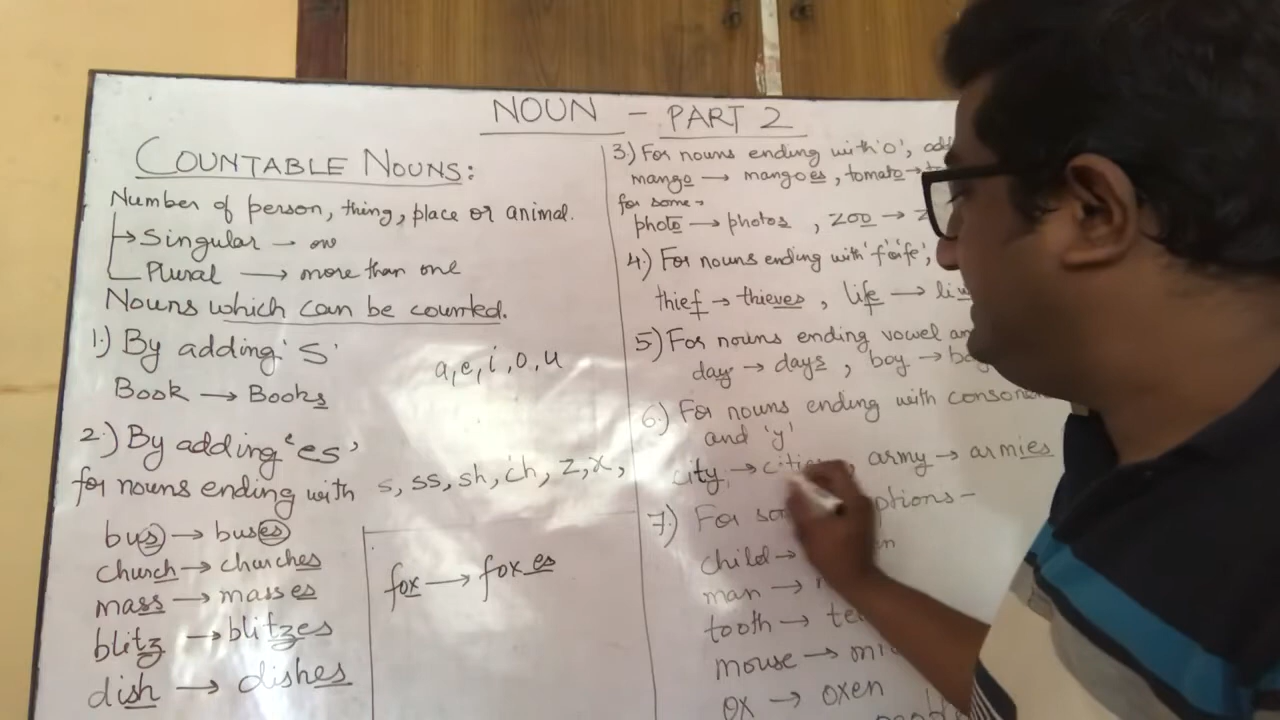 NOUN - PART 2
COUNTABLE NOUNS:
Number of person, thing, place or animal.
Singular → one
Plural → more than one
Nouns which can be counted.
1.) By adding 'S'
a, e, i, o, u
Book → Books
2.) By adding 'es'
for nouns ending with s, ss, sh, ch, z, x,
bus → buses
church → churches
mass → masses
blitz → blitzes
dish → dishes
fox → foxes
3.) For nouns ending with 'o',
mango → mangoes, tomato →
for some →
photo → photos, zoo →
4.) For nouns ending with 'f' or 'fe',
thief → thieves, life →
5) For nouns ending vowel
day → days, boy →
6.) For nouns ending with
and 'y'
city →, army → armies
7.) For
child →
man →
tooth →
mouse →
ox → oxen